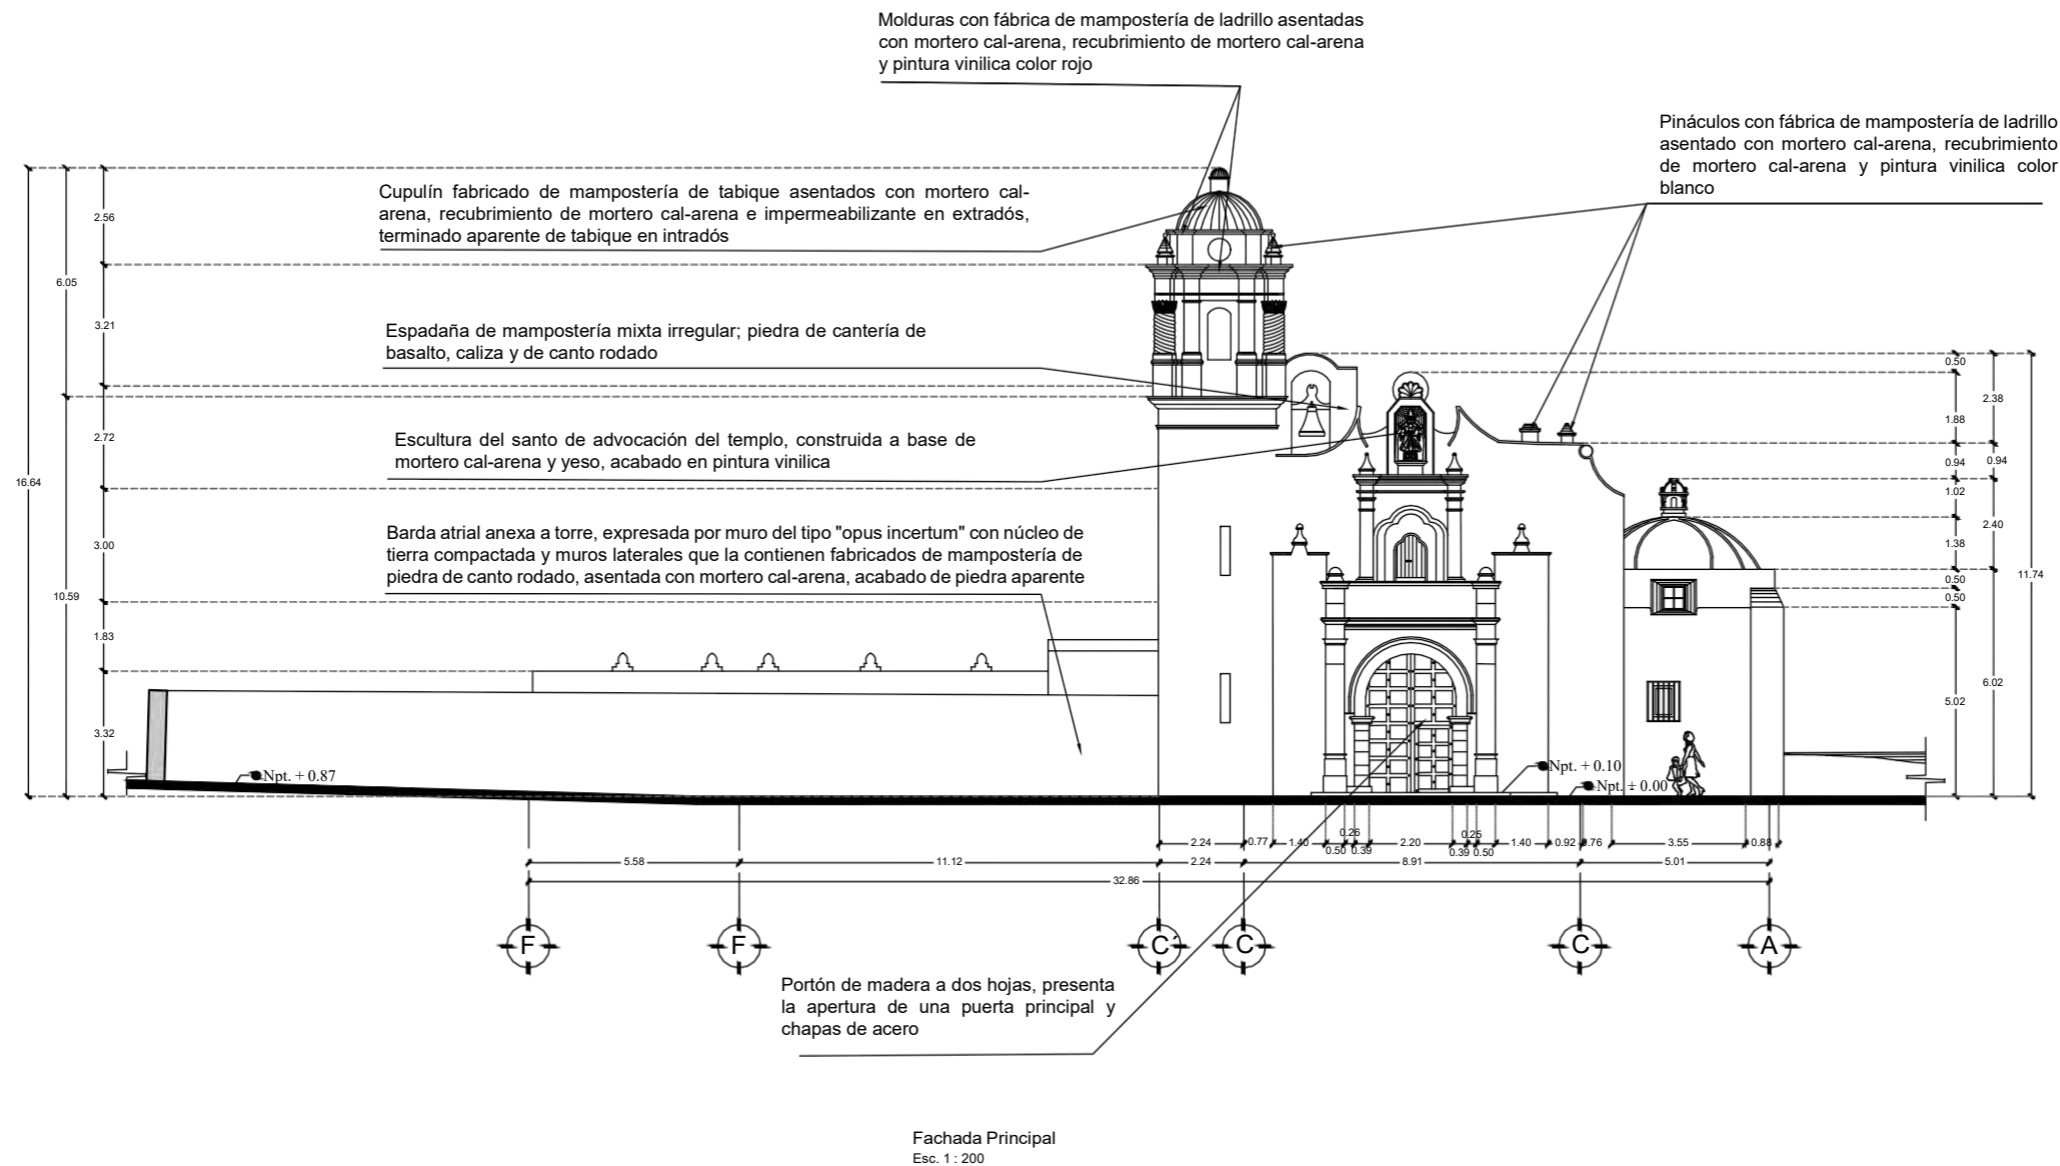 Molduras con fábrica de mampostería de ladrillo asentadas
con mortero cal-arena, recubrimiento de mortero cal-arena
y pintura vinilica color rojo
Pináculos con fábrica de mampostería de ladrillo
asentado con mortero cal-arena, recubrimiento
de mortero cal-arena y pintura vinilica color
blanco
Cupulín fabricado de mampostería de tabique asentados con mortero cal-
arena, recubrimiento de mortero cal-arena e impermeabilizante en extradós,
terminado aparente de tabique en intradós
Espadaña de mampostería mixta irregular; piedra de cantería de
basalto, caliza y de canto rodado
Escultura del santo de advocación del templo, construida a base de
mortero cal-arena y yeso, acabado en pintura vinilica
Barda atrial anexa a torre, expresada por muro del tipo "opus incertum" con núcleo de
tierra compactada y muros laterales que la contienen fabricados de mampostería de
piedra de canto rodado, asentada con mortero cal-arena, acabado de piedra aparente
16.64
6.05
10.59
2.56
3.21
2.72
3.00
1.83
3.32
0.50
1.88
0.94
1.02
1.38
0.50
0.50
5.02
2.38
0.94
2.40
6.02
11.74
Npt. + 0.87
Npt. + 0.10
Npt. ± 0.00
2.24
0.77
1.40
0.50
0.26
0.39
2.20
0.39
0.25
0.50
1.40
0.92
0.76
3.55
0.88
5.58
11.12
2.24
8.91
5.01
32.86
F
F
C'
C
C
A
Portón de madera a dos hojas, presenta
la apertura de una puerta principal y
chapas de acero
Fachada Principal
Esc. 1 : 200